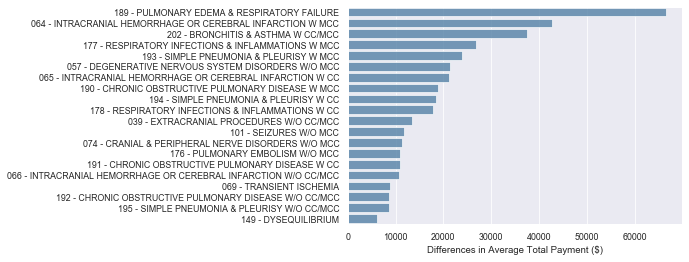 189 - PULMONARY EDEMA & RESPIRATORY FAILURE
064 - INTRACRANIAL HEMORRHAGE OR CEREBRAL INFARCTION W MCC
202 - BRONCHITIS & ASTHMA W CC/MCC
177 - RESPIRATORY INFECTIONS & INFLAMMATIONS W MCC
193 - SIMPLE PNEUMONIA & PLEURISY W MCC
057 - DEGENERATIVE NERVOUS SYSTEM DISORDERS W/O MCC
065 - INTRACRANIAL HEMORRHAGE OR CEREBRAL INFARCTION W CC
190 - CHRONIC OBSTRUCTIVE PULMONARY DISEASE W MCC
194 - SIMPLE PNEUMONIA & PLEURISY W CC
178 - RESPIRATORY INFECTIONS & INFLAMMATIONS W CC
039 - EXTRACRANIAL PROCEDURES W/O CC/MCC
101 - SEIZURES W/O MCC
074 - CRANIAL & PERIPHERAL NERVE DISORDERS W/O MCC
176 - PULMONARY EMBOLISM W/O MCC
191 - CHRONIC OBSTRUCTIVE PULMONARY DISEASE W CC
066 - INTRACRANIAL HEMORRHAGE OR CEREBRAL INFARCTION W/O CC/MCC
069 - TRANSIENT ISCHEMIA
192 - CHRONIC OBSTRUCTIVE PULMONARY DISEASE W/O CC/MCC
195 - SIMPLE PNEUMONIA & PLEURISY W/O CC/MCC
149 - DYSEQUILIBRIUM
0 10000 20000 30000 40000 50000 60000
Differences in Average Total Payment ($)